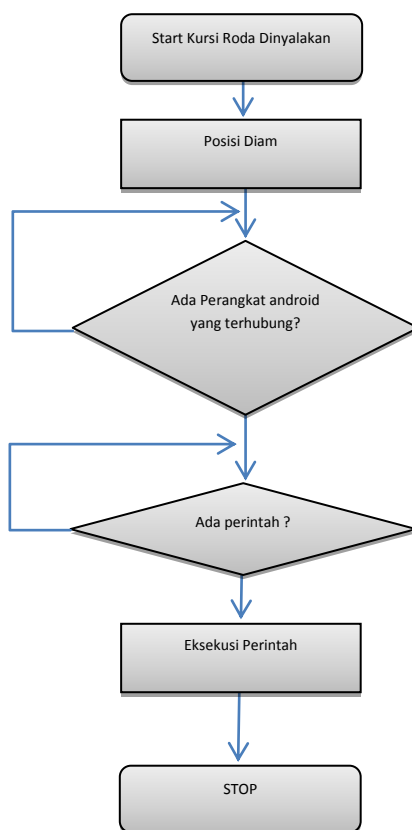 Start Kursi Roda Dinyalakan
Posisi Diam
Ada Perangkat android
yang terhubung?
Ada perintah ?
Eksekusi Perintah
STOP